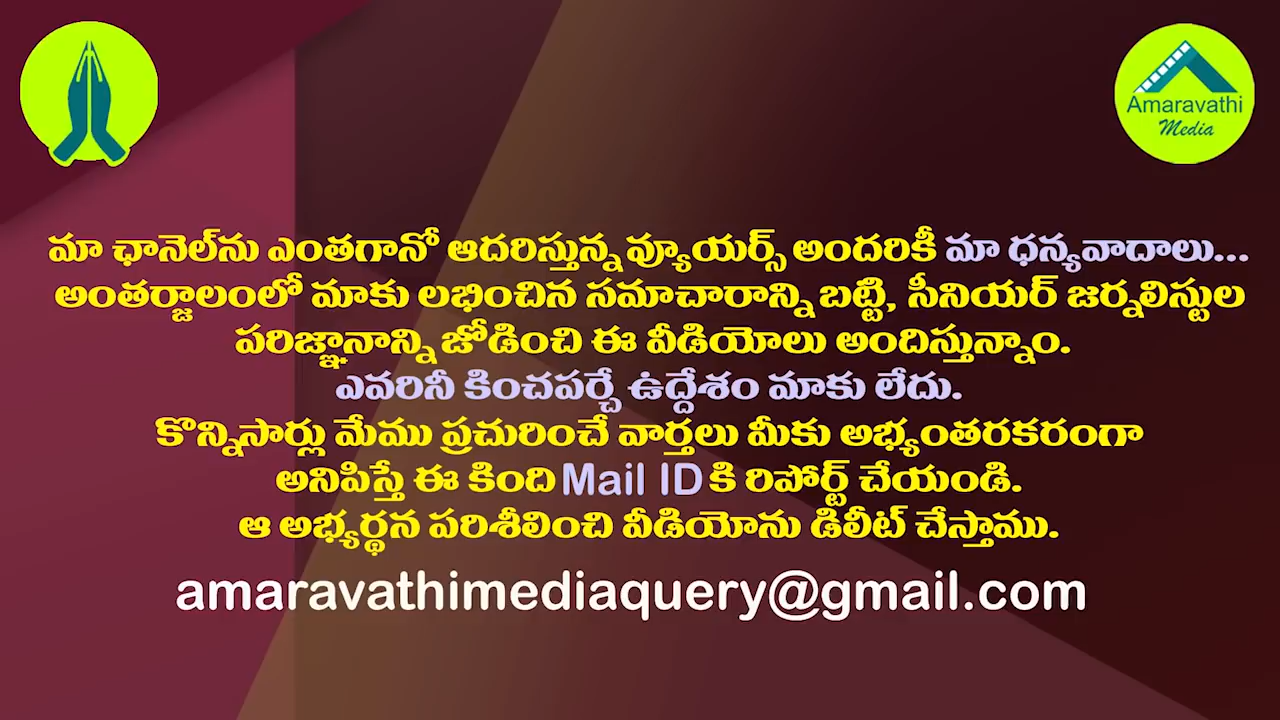 Amaravathi
Media
మా ఛానెల్‌ను ఎంతగానో ఆదరిస్తున్న వ్యూయర్స్ అందరికీ మా ధన్యవాదాలు...
అంతర్జాలంలో మాకు లభించిన సమాచారాన్ని బట్టి, సీనియర్ జర్నలిస్టుల
పరిజ్ఞానాన్ని జోడించి ఈ వీడియోలు అందిస్తున్నాం.
ఎవరినీ కించపర్చే ఉద్దేశం మాకు లేదు.
కొన్నిసార్లు మేము ప్రచురించే వార్తలు మీకు అభ్యంతరకరంగా
అనిపిస్తే ఈ కింది Mail ID కి రిపోర్ట్ చేయండి.
ఆ అభ్యర్థన పరిశీలించి వీడియోను డిలీట్ చేస్తాము.
amaravathimediaquery@gmail.com